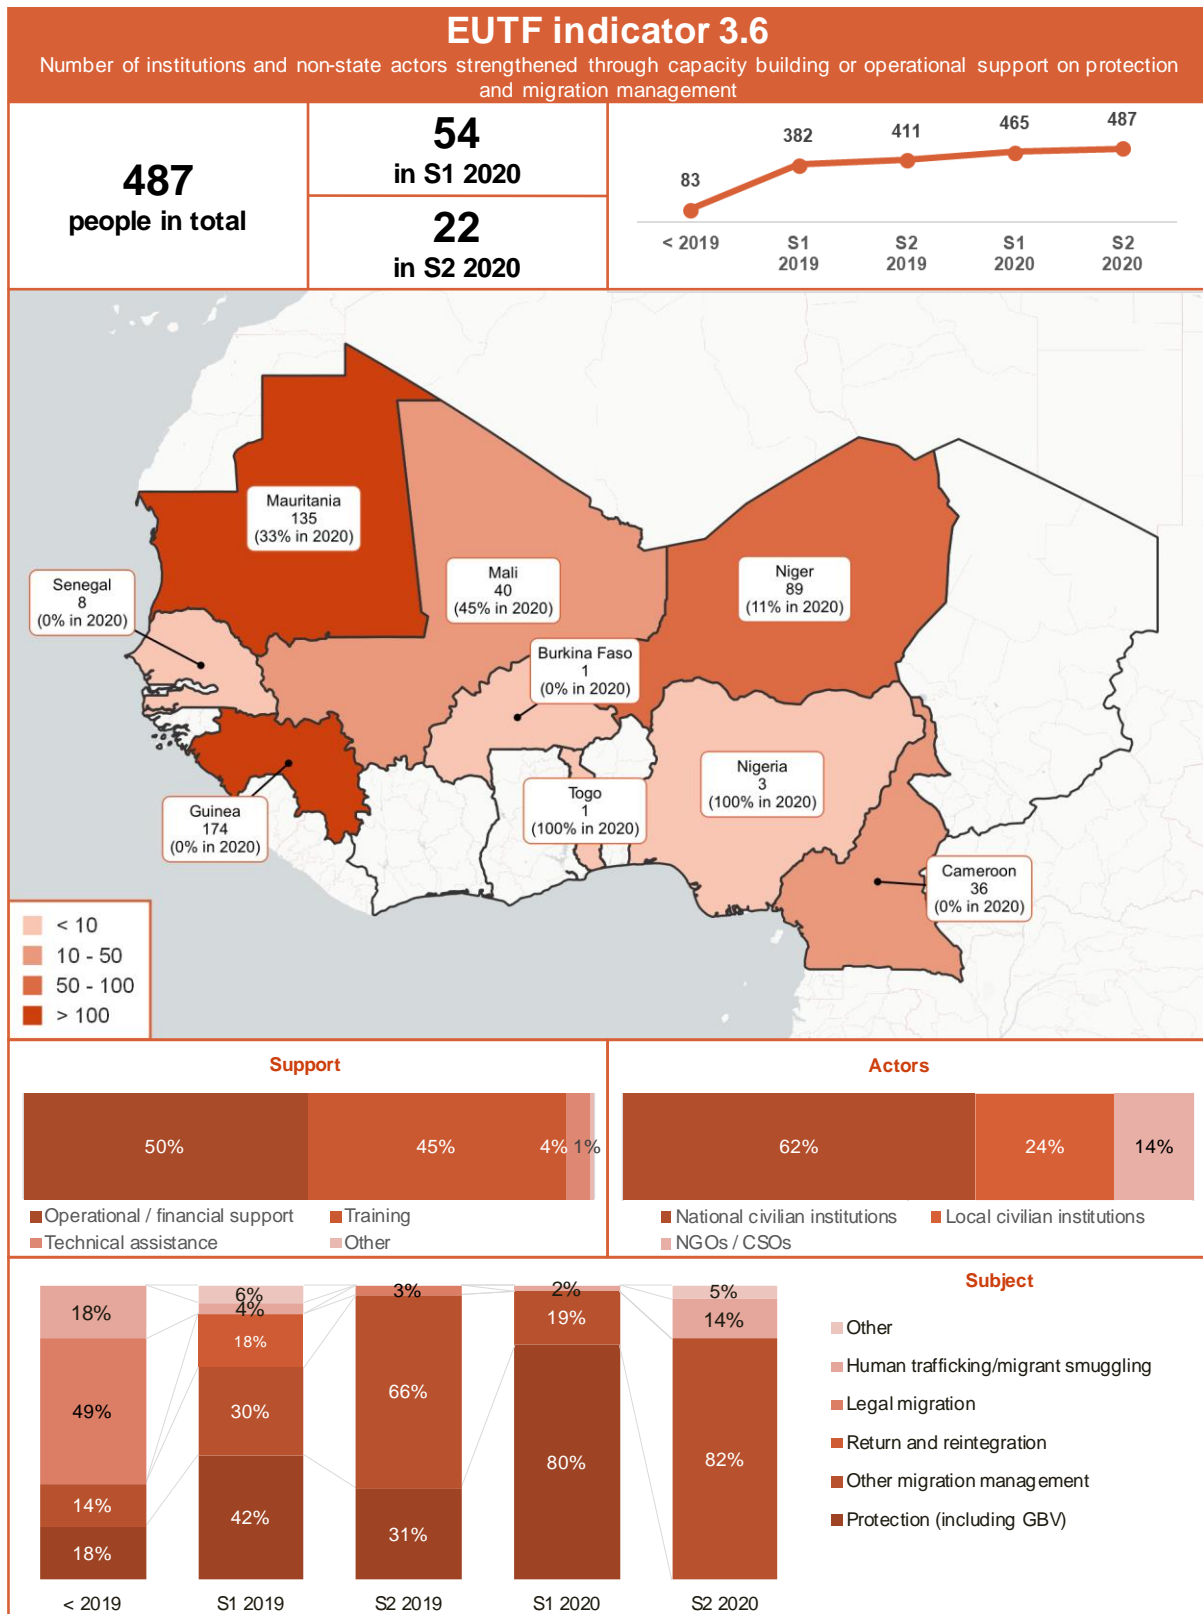 EUTF indicator 3.6
Number of institutions and non-state actors strengthened through capacity building or operational support on protection
and migration management
487
people in total
54
in S1 2020
22
in S2 2020
83
382
411
465
487
< 2019
S1
2019
S2
2019
S1
2020
S2
2020
Mauritania
135
(33% in 2020)
Senegal
8
(0% in 2020)
Mali
40
(45% in 2020)
Niger
89
(11% in 2020)
Burkina Faso
1
(0% in 2020)
Guinea
174
(0% in 2020)
Togo
1
(100% in 2020)
Nigeria
3
(100% in 2020)
Cameroon
36
(0% in 2020)
< 10
10 - 50
50 - 100
> 100
Support
50%
45%
4%
1%
Operational / financial support
Training
Technical assistance
Other
Actors
62%
24%
14%
National civilian institutions
Local civilian institutions
NGOs / CSOs
18%
49%
14%
18%
6%
4%
18%
30%
42%
3%
66%
31%
2%
19%
80%
5%
14%
82%
< 2019
S1 2019
S2 2019
S1 2020
S2 2020
Subject
Other
Human trafficking/migrant smuggling
Legal migration
Return and reintegration
Other migration management
Protection (including GBV)